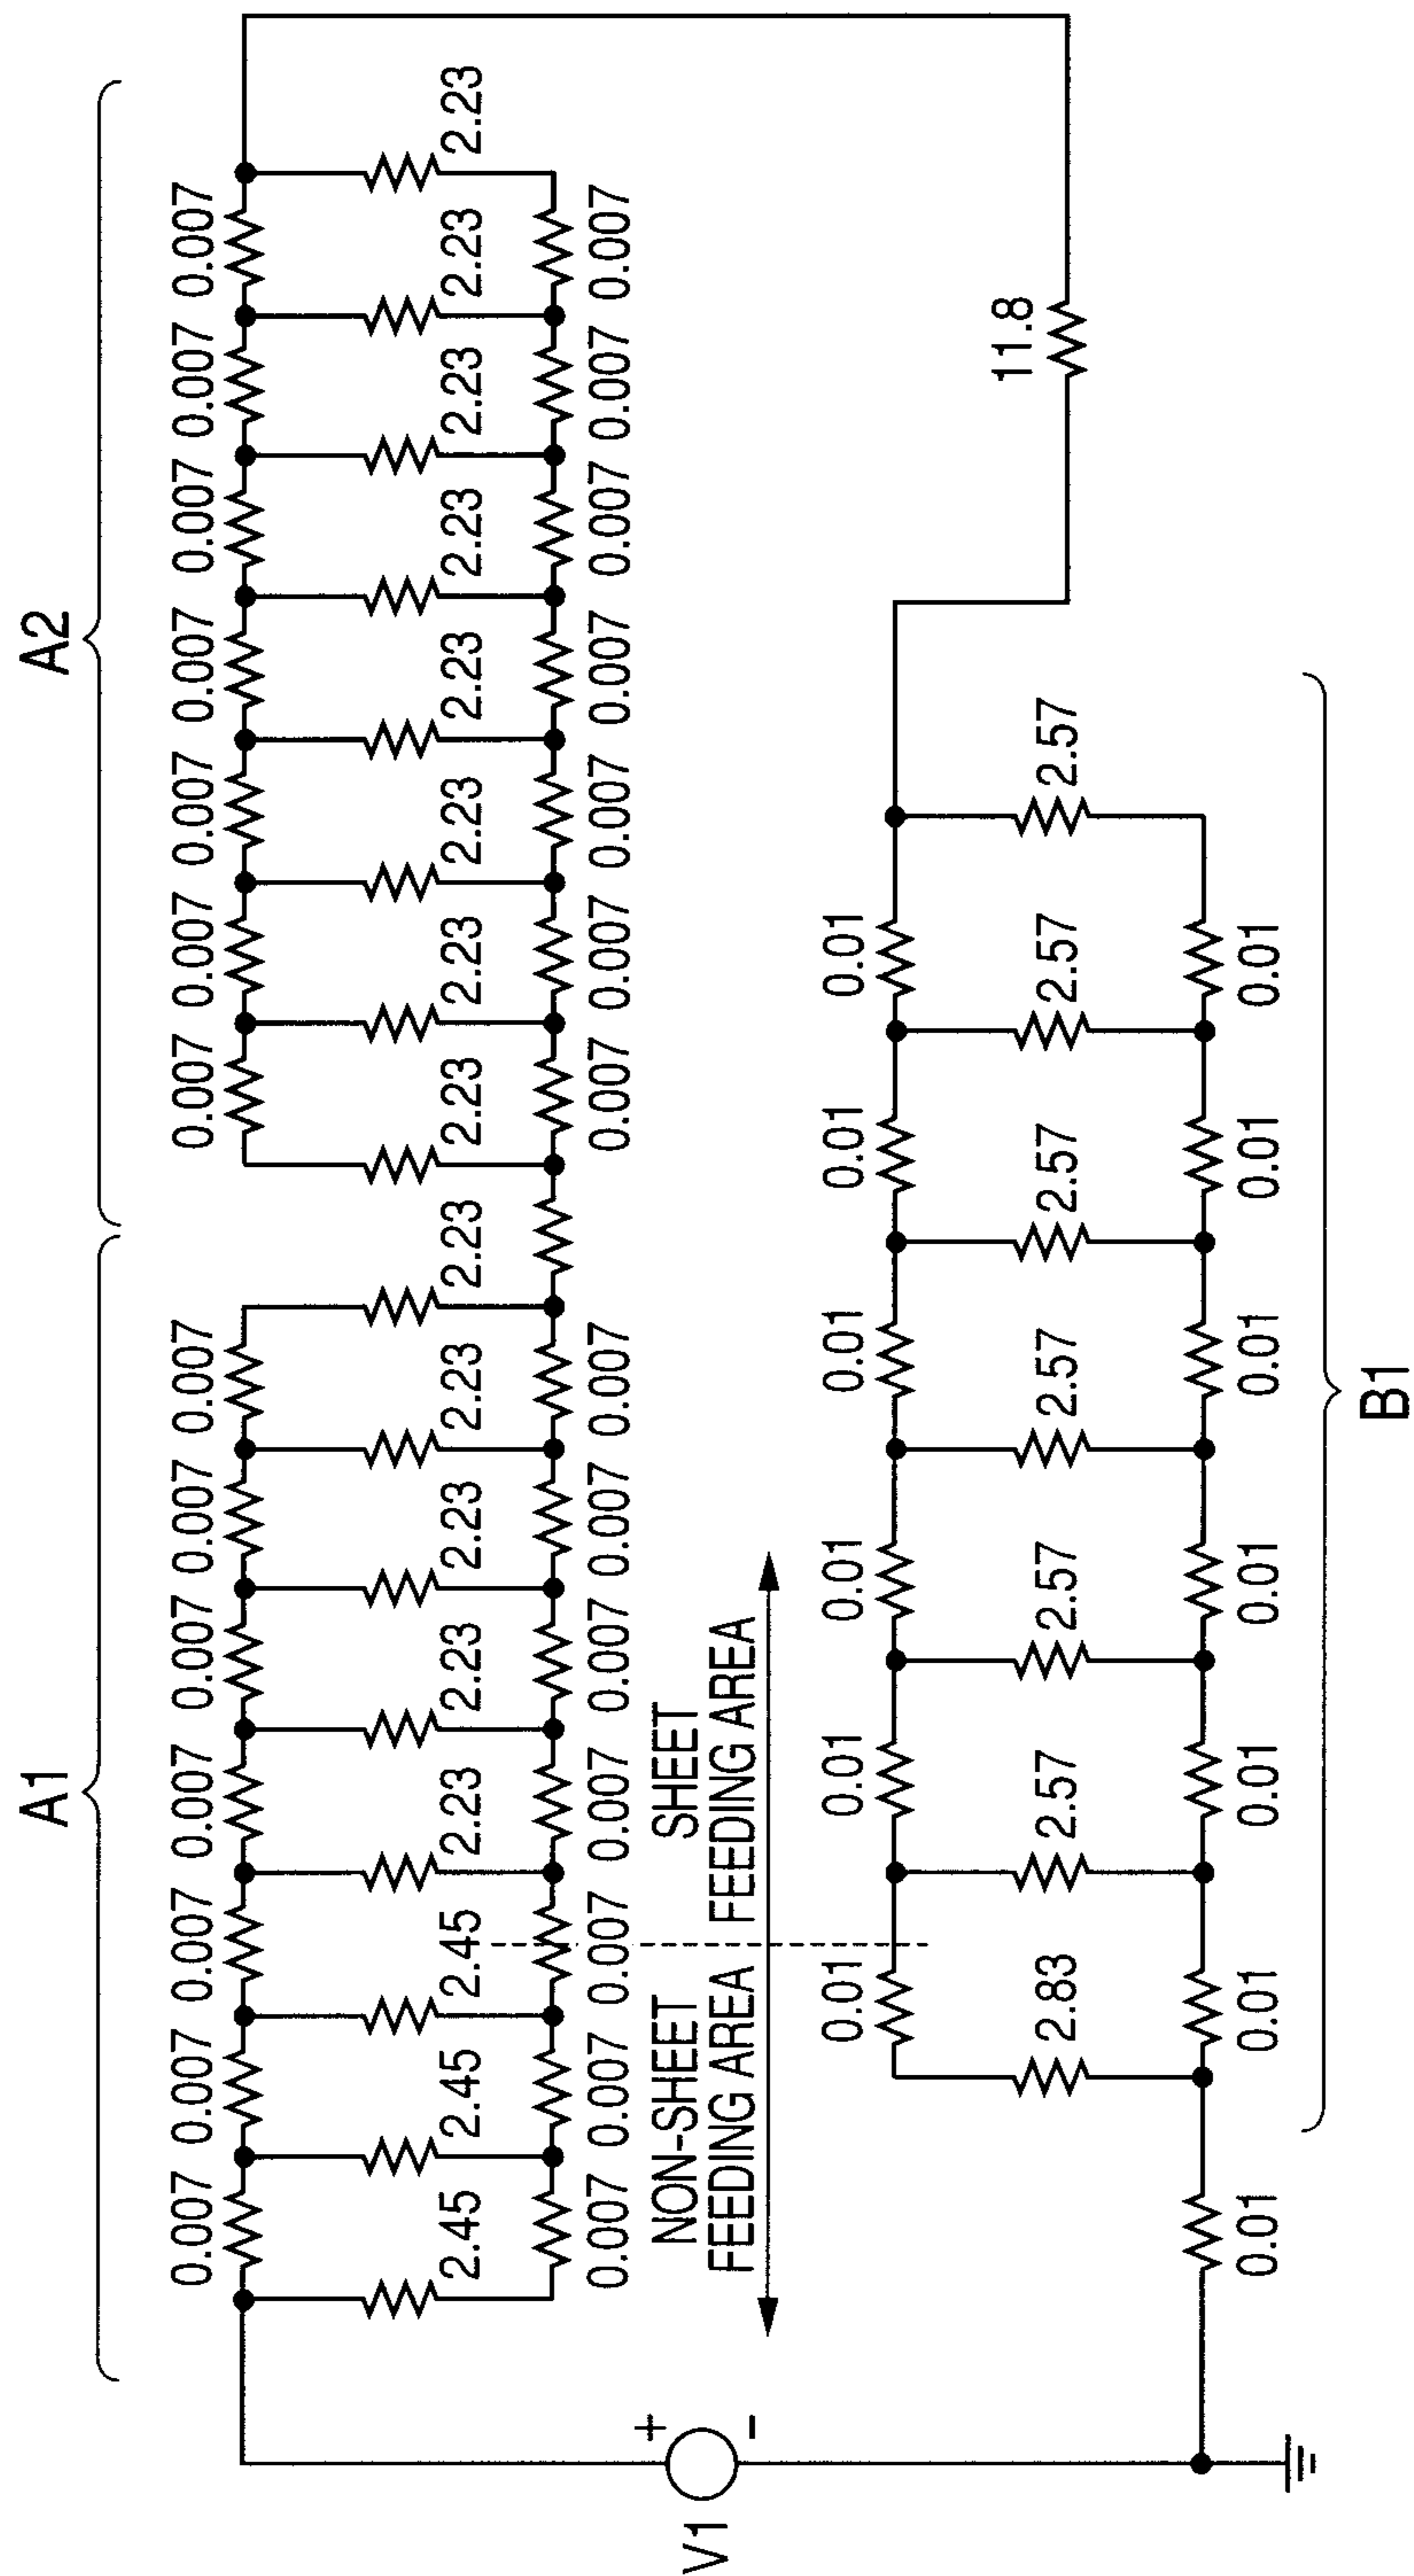 A1 A2
0.007 0.007 0.007 0.007 0.007 0.007 0.007 0.007 0.007 0.007 0.007 0.007 0.007 0.007
2.45 2.45 2.45 2.23 2.23 2.23 2.23 2.23 2.23 2.23 2.23 2.23 2.23 2.23 2.23 2.23
0.007 0.007 0.007 0.007 0.007 0.007 0.007 0.007 0.007 0.007 0.007 0.007 0.007 0.007
NON-SHEET
FEEDING AREA
SHEET
FEEDING AREA
V1
+
-
0.01 0.01 0.01 0.01 0.01 0.01
11.8
2.83 2.57 2.57 2.57 2.57 2.57 2.57
0.01 0.01 0.01 0.01 0.01 0.01 0.01
B1